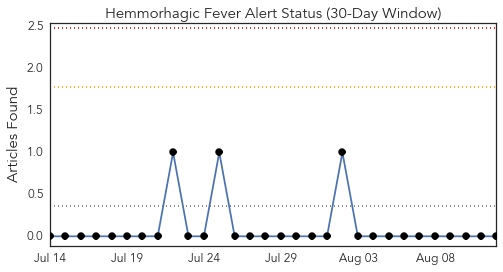 Hemmorhagic Fever Alert Status (30-Day Window)
Articles Found
2.5
2.0
1.5
1.0
0.5
0.0
Jul 14 Jul 19 Jul 24 Jul 29 Aug 03 Aug 08